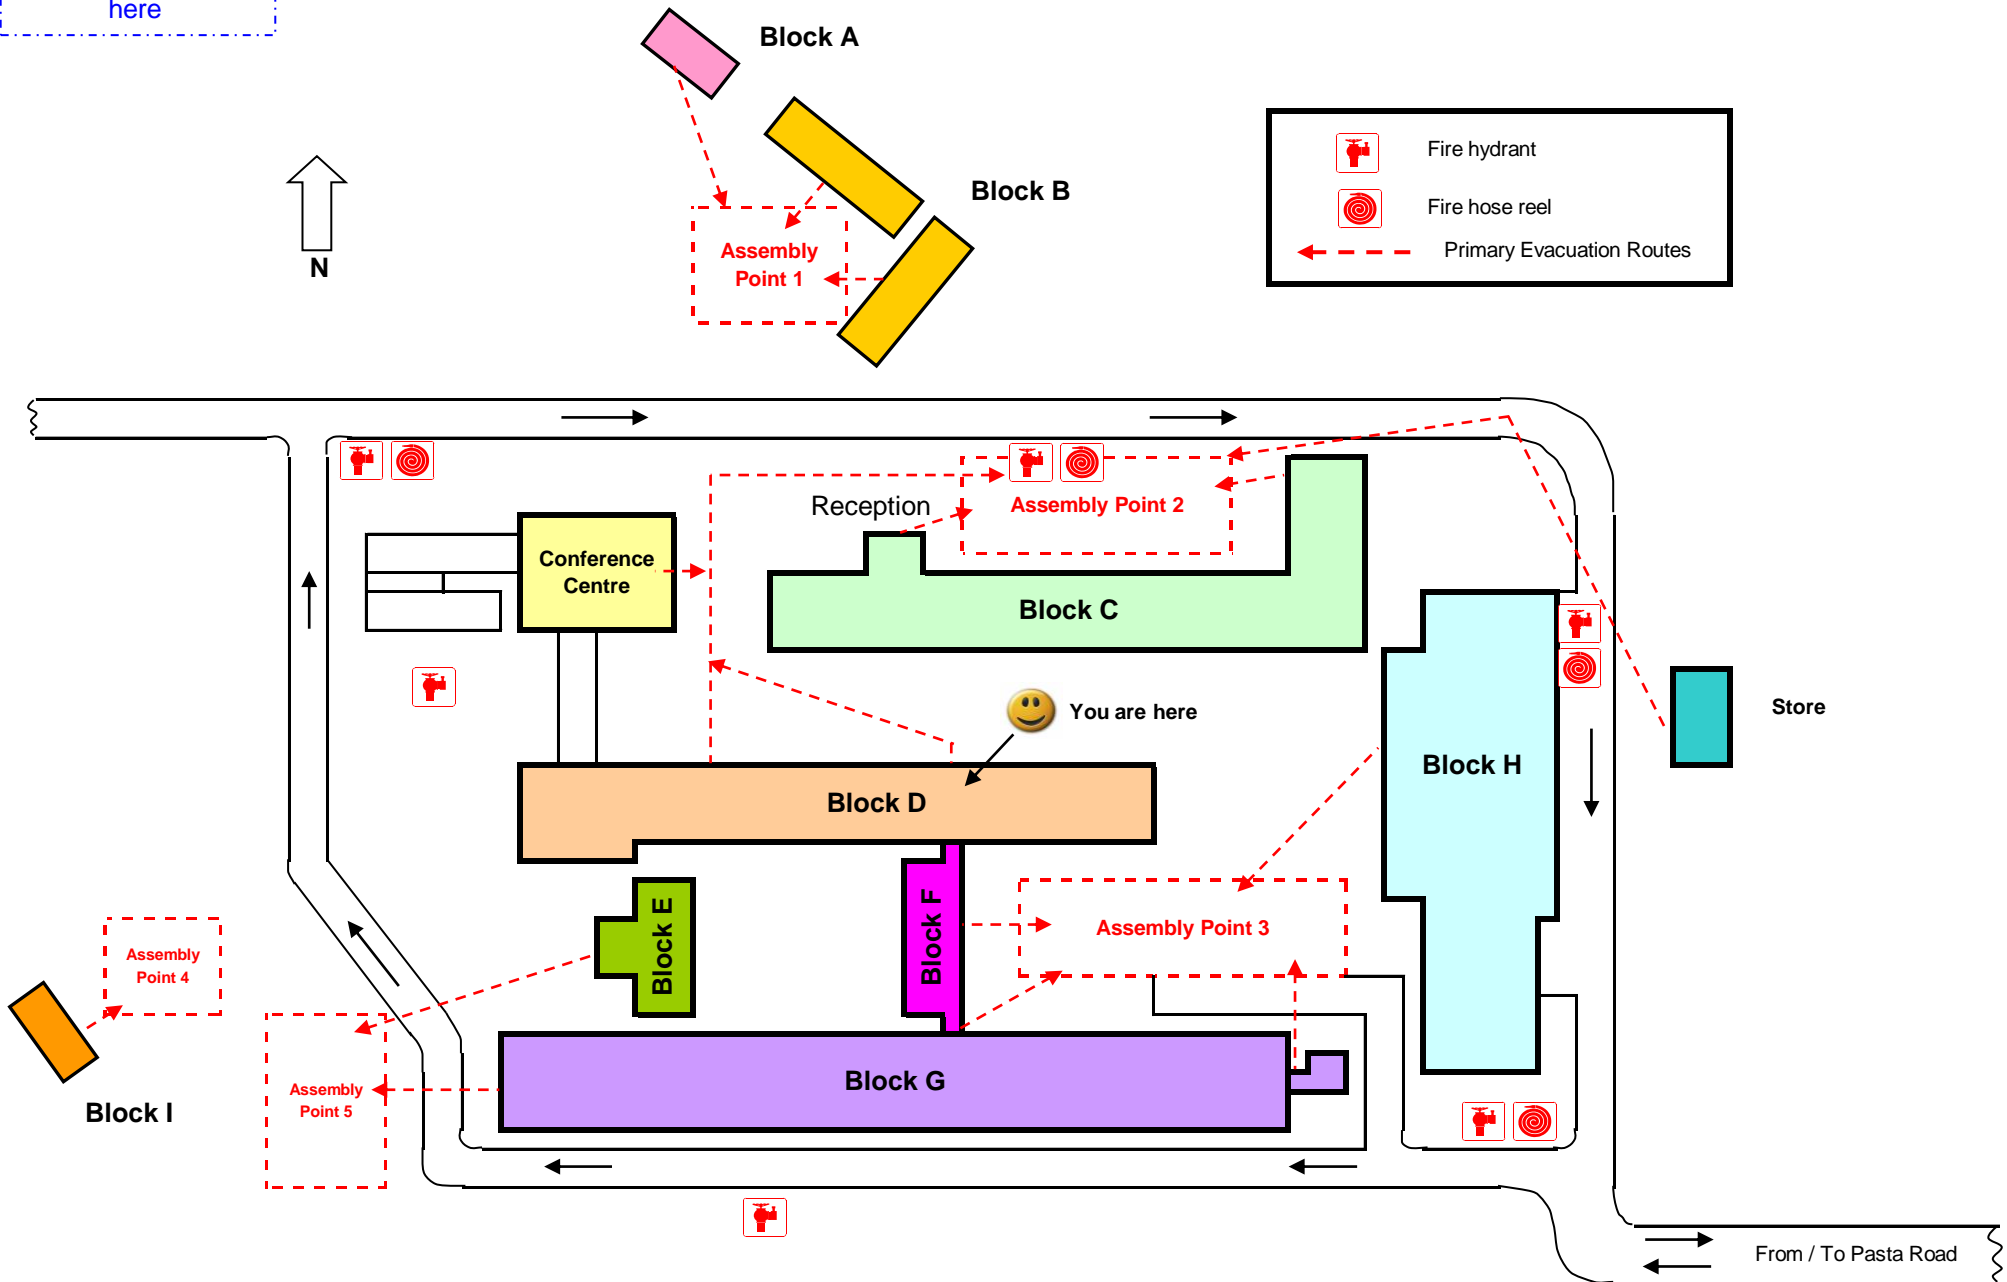 here
Block A
Fire hydrant
Block B
Fire hose reel
Primary Evacuation Routes
Assembly
Point 1
N
Reception
Assembly Point 2
Conference
Centre
Block C
You are here
Store
Block H
Block D
Block E
Block F
Assembly Point 3
Assembly
Point 4
Block G
Assembly
Point 5
Block I
From / To Pasta Road